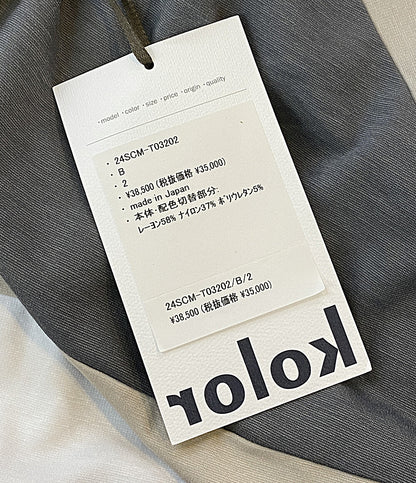 ·model ·color ·size ·price ·origin ·quality
· 24SCM-T03202
· B
· 2
· ¥38,500 (税抜価格 ¥35,000)
· made in Japan
· 本体・配色切替部分:
レーヨン58% ナイロン37% ポリウレタン5%
24SCM-T03202/B/2
¥38,500 (税抜価格 ¥35,000)
kolor